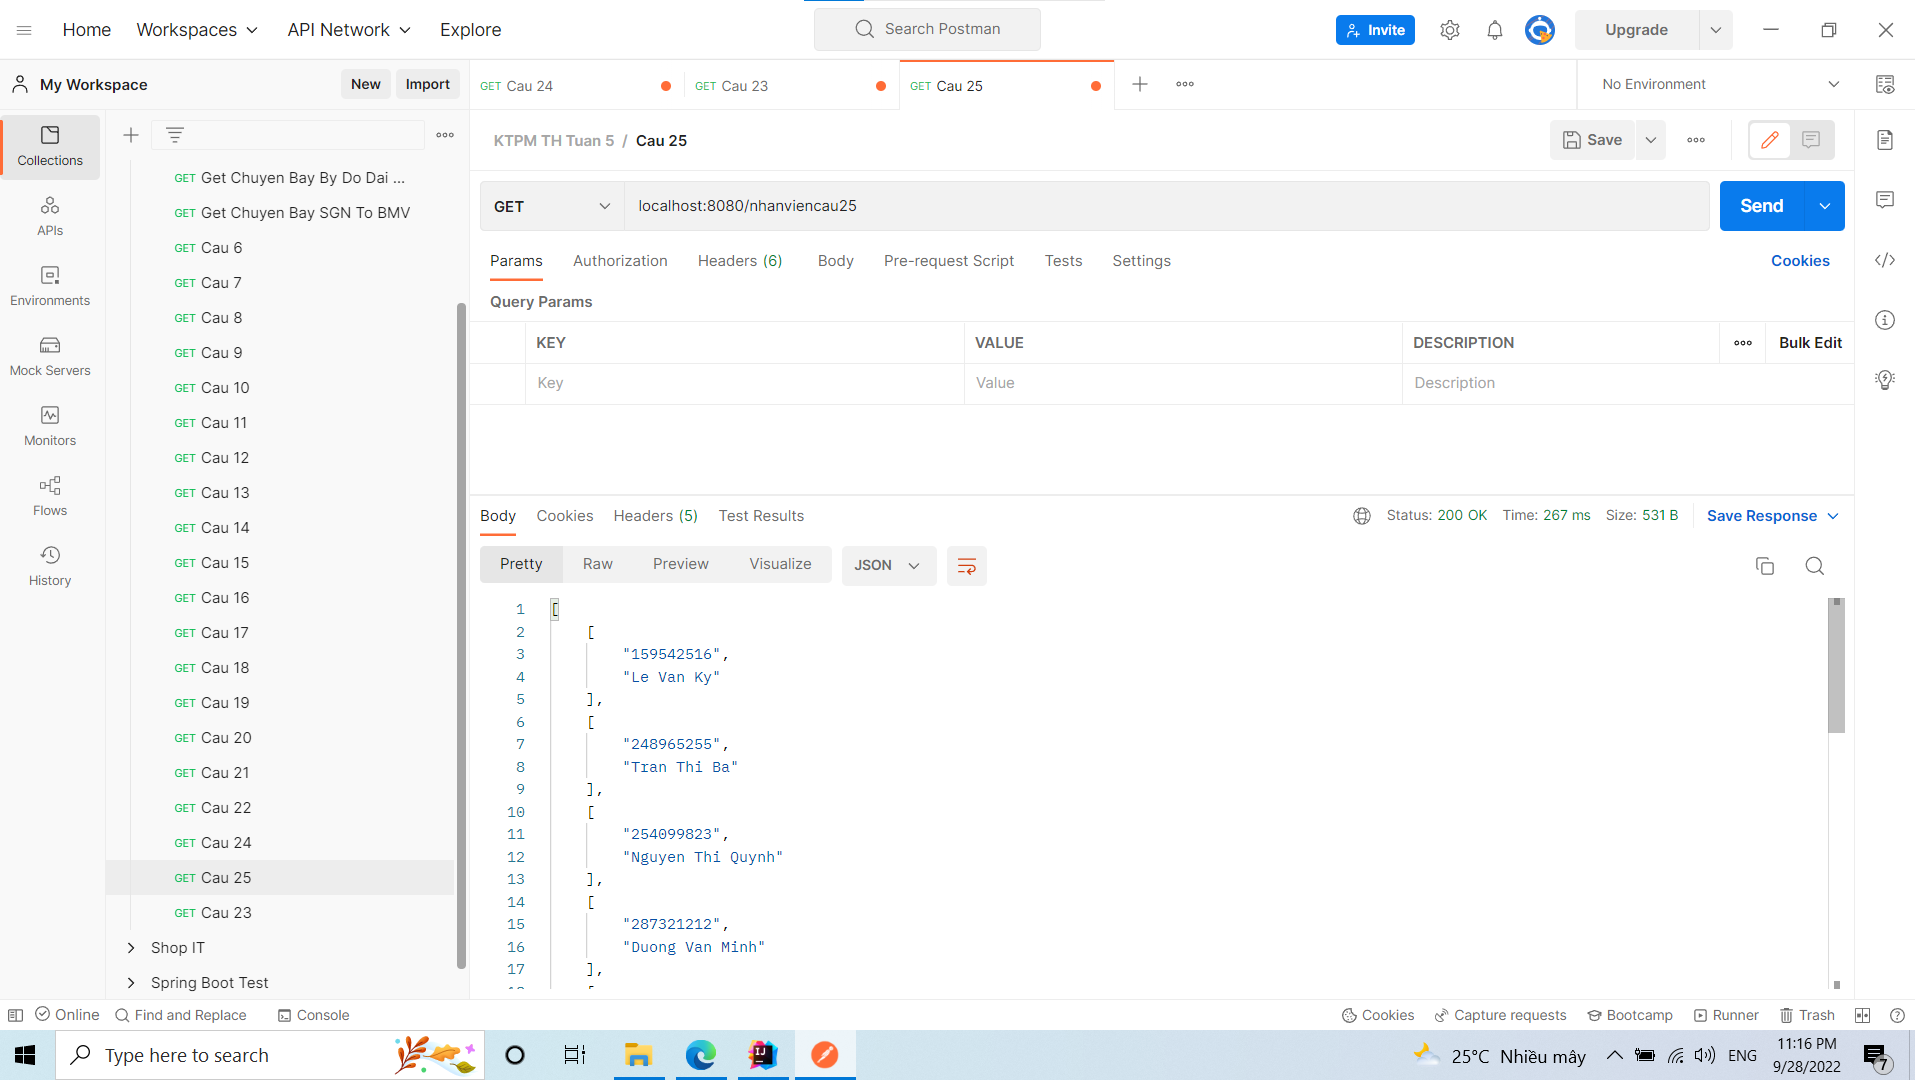 Home
Workspaces
API Network
Explore
Search Postman
Invite
Upgrade
My Workspace
New
Import
GET Cau 24
GET Cau 23
GET Cau 25
No Environment
Collections
APIs
Environments
Mock Servers
Monitors
Flows
History
GET Get Chuyen Bay By Do Dai ...
GET Get Chuyen Bay SGN To BMV
GET Cau 6
GET Cau 7
GET Cau 8
GET Cau 9
GET Cau 10
GET Cau 11
GET Cau 12
GET Cau 13
GET Cau 14
GET Cau 15
GET Cau 16
GET Cau 17
GET Cau 18
GET Cau 19
GET Cau 20
GET Cau 21
GET Cau 22
GET Cau 24
GET Cau 25
GET Cau 23
Shop IT
Spring Boot Test
KTPM TH Tuan 5 / Cau 25
Save
GET
localhost:8080/nhanviencau25
Send
Params
Authorization
Headers (6)
Body
Pre-request Script
Tests
Settings
Cookies
Query Params
KEY
VALUE
DESCRIPTION
Bulk Edit
Key
Value
Description
Body
Cookies
Headers (5)
Test Results
Status: 200 OK
Time: 267 ms
Size: 531 B
Save Response
Pretty
Raw
Preview
Visualize
JSON
1 [
2 [
3 "159542516",
4 "Le Van Ky"
5 ],
6 [
7 "248965255",
8 "Tran Thi Ba"
9 ],
10 [
11 "254099823",
12 "Nguyen Thi Quynh"
13 ],
14 [
15 "287321212",
16 "Duong Van Minh"
17 ],
Online
Find and Replace
Console
Cookies
Capture requests
Bootcamp
Runner
Trash
Type here to search
25°C Nhiều mây
ENG
11:16 PM
9/28/2022
7